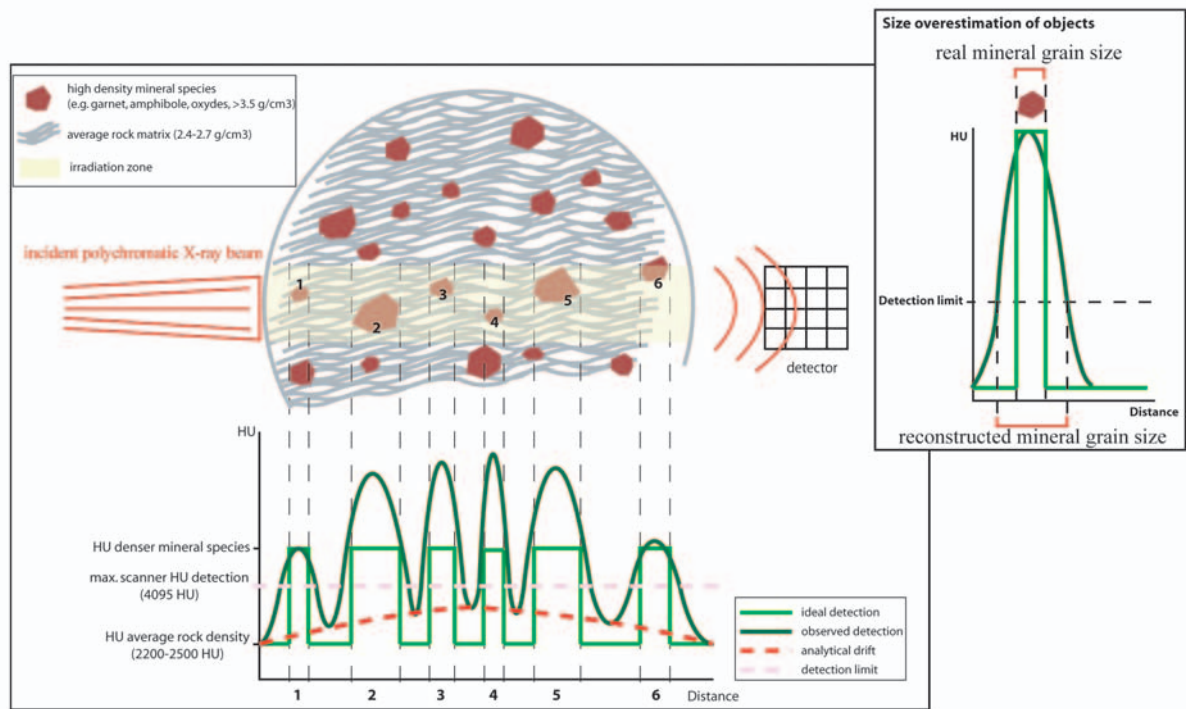 high density mineral species
(e.g. garnet, amphibole, oxydes, >3.5 g/cm3)
average rock matrix (2.4-2.7 g/cm3)
irradiation zone
incident polychromatic X-ray beam
1
2
3
4
5
6
detector
HU
HU denser mineral species
max. scanner HU detection
(4095 HU)
HU average rock density
(2200-2500 HU)
1 2 3 4 5 6 Distance
ideal detection
observed detection
analytical drift
detection limit
Size overestimation of objects
real mineral grain size
HU
Detection limit
Distance
reconstructed mineral grain size